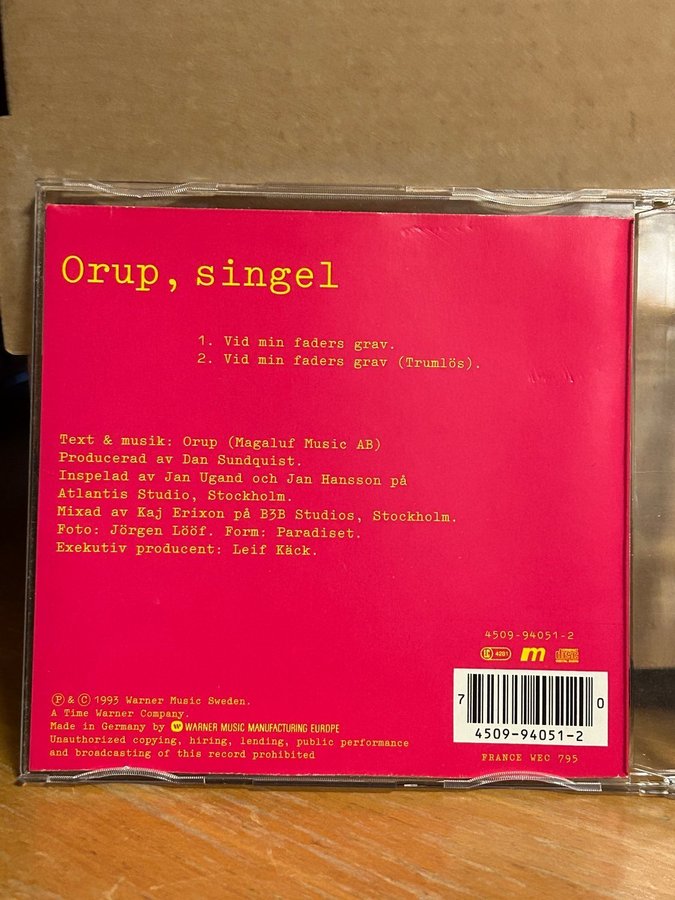 Orup, singel
1. Vid min faders grav.
2. Vid min faders grav (Trumlös).
Text & musik: Orup (Magaluf Music AB)
Producerad av Dan Sundquist.
Inspelad av Jan Ugand och Jan Hansson på
Atlantis Studio, Stockholm.
Mixad av Kaj Erixon på B3B Studios, Stockholm.
Foto: Jörgen Lööf. Form: Paradiset.
Exekutiv producent: Leif Käck.
4509-94051-2
LC 4281 m
7 4509-94051-2 0
FRANCE WEC 795
Ⓟ & © 1993 Warner Music Sweden.
A Time Warner Company.
Made in Germany by WARNER MUSIC MANUFACTURING EUROPE
Unauthorized copying, hiring, lending, public performance
and broadcasting of this record prohibited